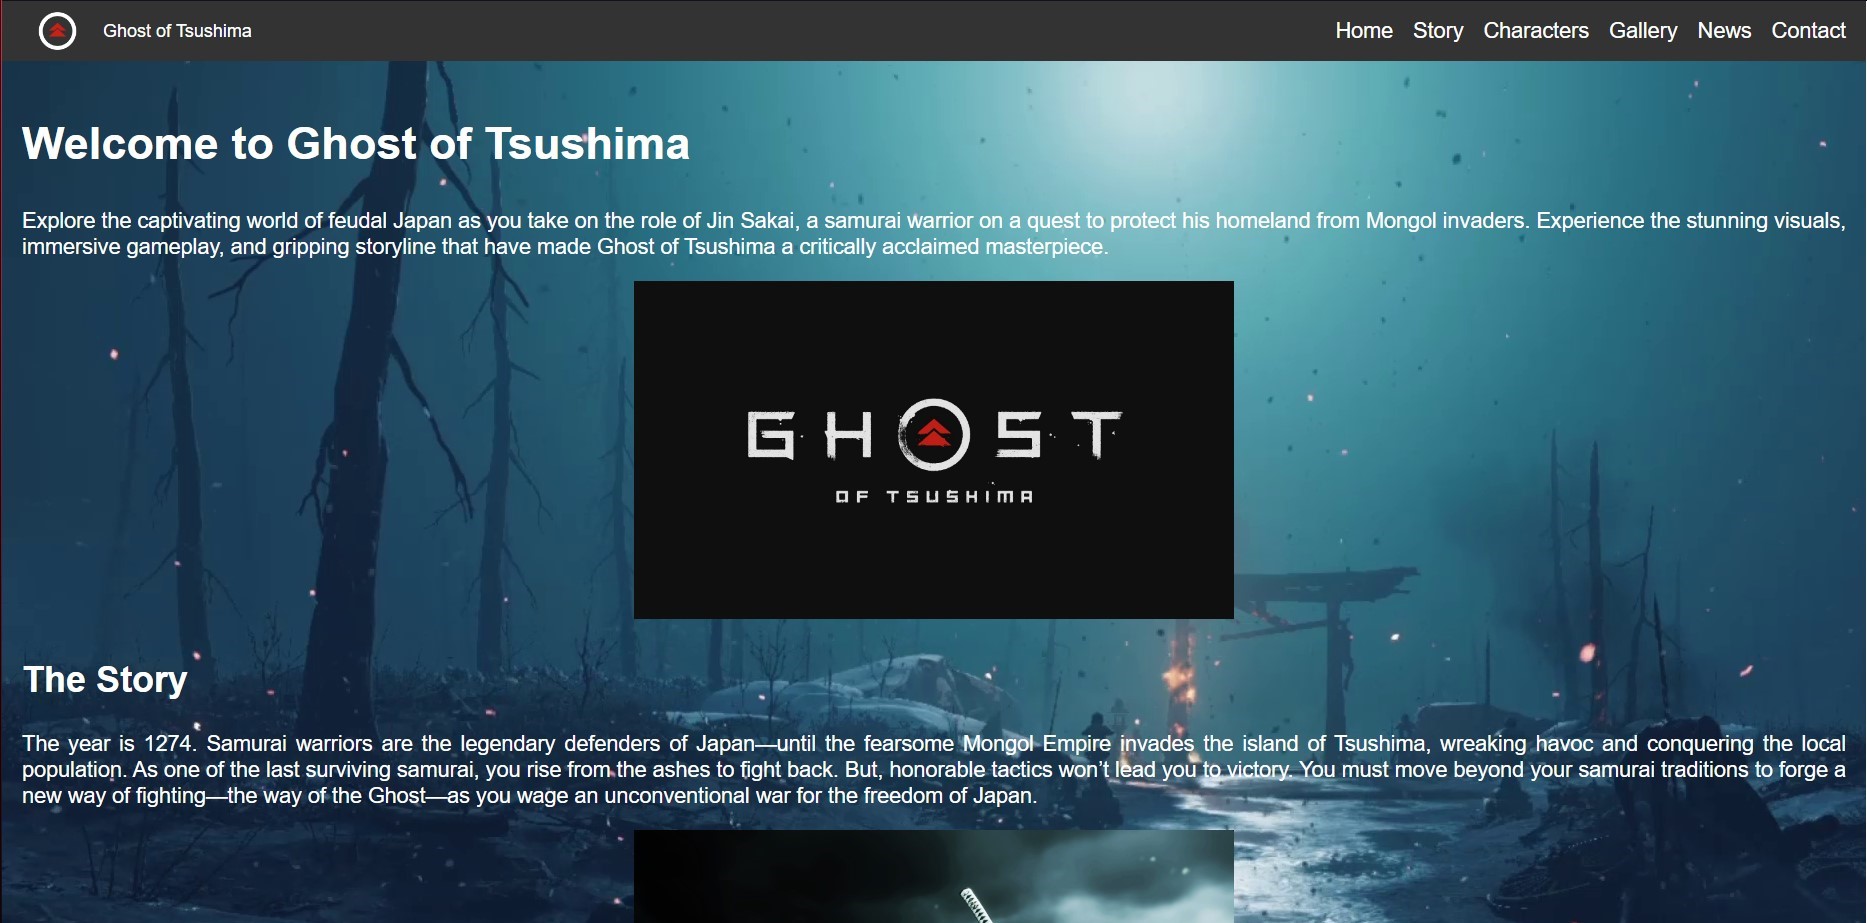 Ghost of Tsushima
Home Story Characters Gallery News Contact
Welcome to Ghost of Tsushima
Explore the captivating world of feudal Japan as you take on the role of Jin Sakai, a samurai warrior on a quest to protect his homeland from Mongol invaders. Experience the stunning visuals,
immersive gameplay, and gripping storyline that have made Ghost of Tsushima a critically acclaimed masterpiece.
GHOST
OF TSUSHIMA
The Story
The year is 1274. Samurai warriors are the legendary defenders of Japan—until the fearsome Mongol Empire invades the island of Tsushima, wreaking havoc and conquering the local
population. As one of the last surviving samurai, you rise from the ashes to fight back. But, honorable tactics won’t lead you to victory. You must move beyond your samurai traditions to forge a
new way of fighting—the way of the Ghost—as you wage an unconventional war for the freedom of Japan.